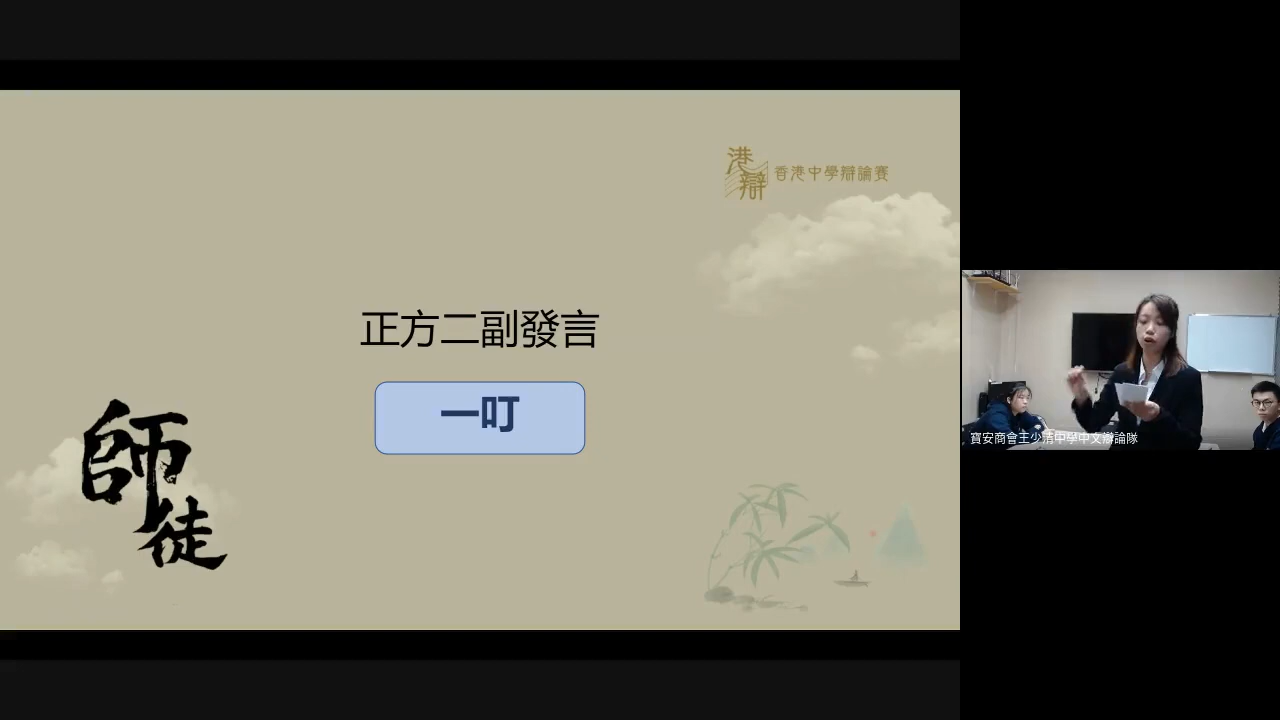 港辯
香港中學辯論賽
正方二副發言
一叮
師徒
寶安商會王少清中學中文辯論隊